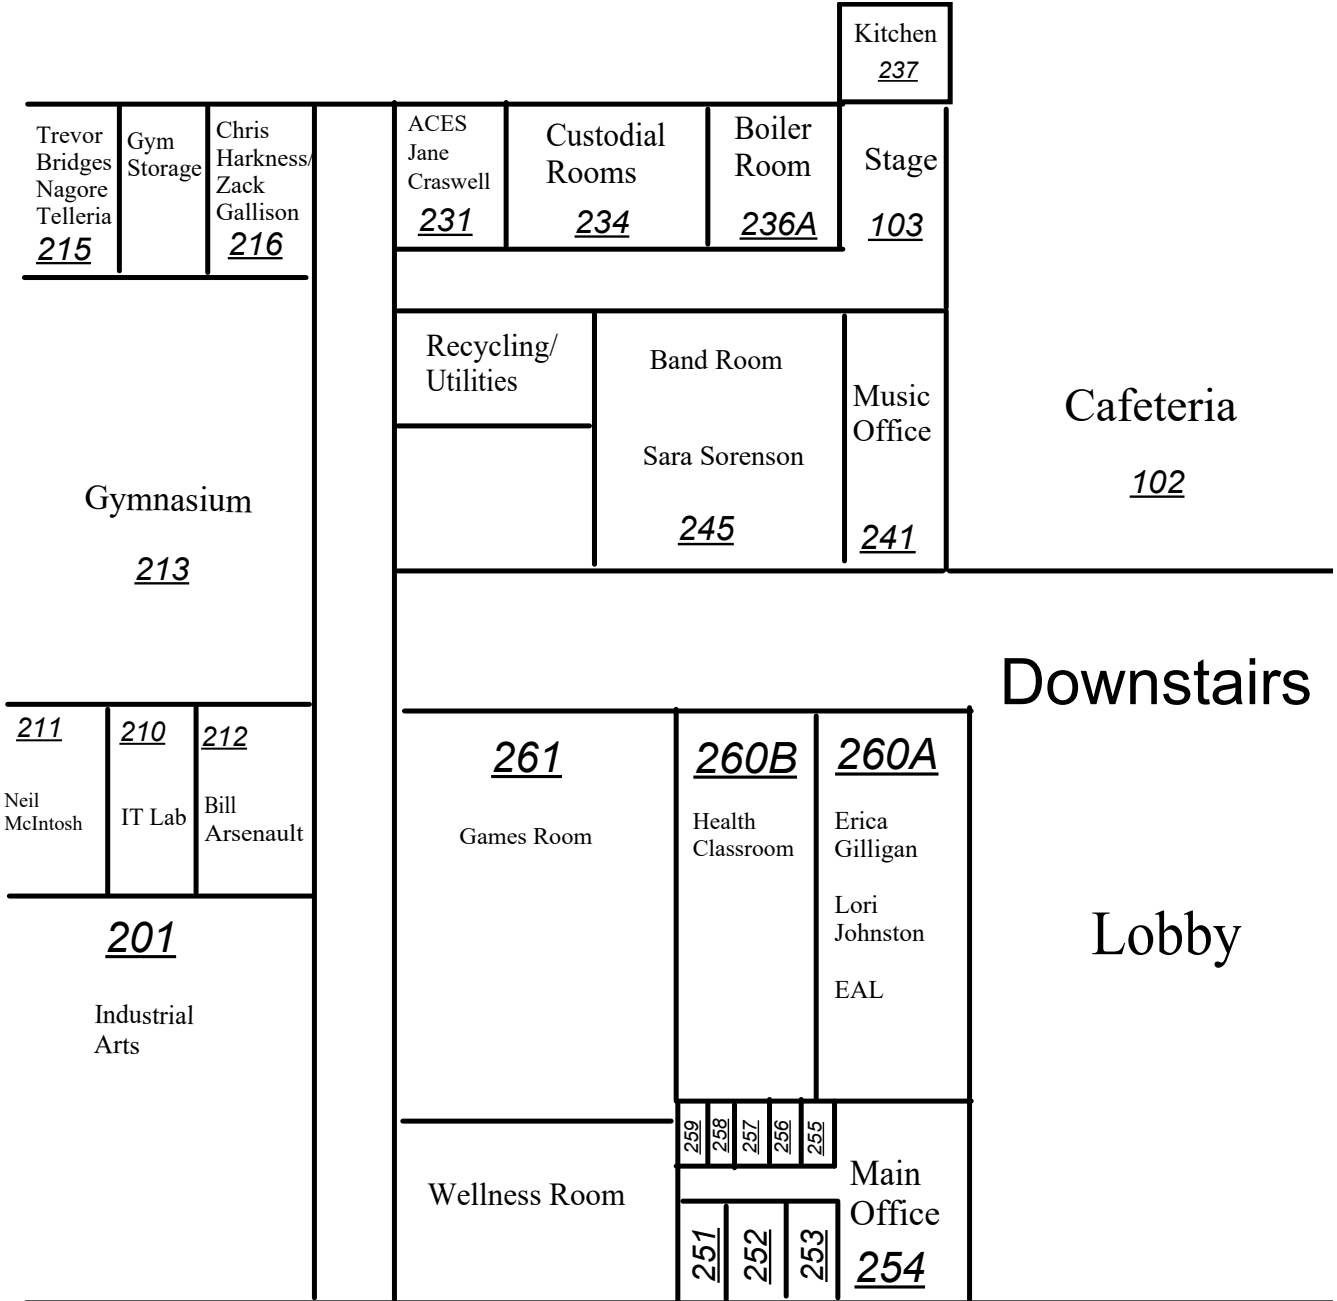 Kitchen
237
Trevor
Bridges
Nagore
Telleria
215
Gym
Storage
Chris
Harkness/
Zack
Gallison
216
ACES
Jane
Craswell
231
Custodial
Rooms
234
Boiler
Room
236A
Stage
103
Recycling/
Utilities
Band Room
Sara Sorenson
245
Music
Office
241
Cafeteria
102
Gymnasium
213
Downstairs
211
Neil
McIntosh
210
IT Lab
212
Bill
Arsenault
261
Games Room
260B
Health
Classroom
260A
Erica
Gilligan
Lori
Johnston
EAL
Lobby
201
Industrial
Arts
259
258
257
256
255
Wellness Room
Main
Office
254
251
252
253